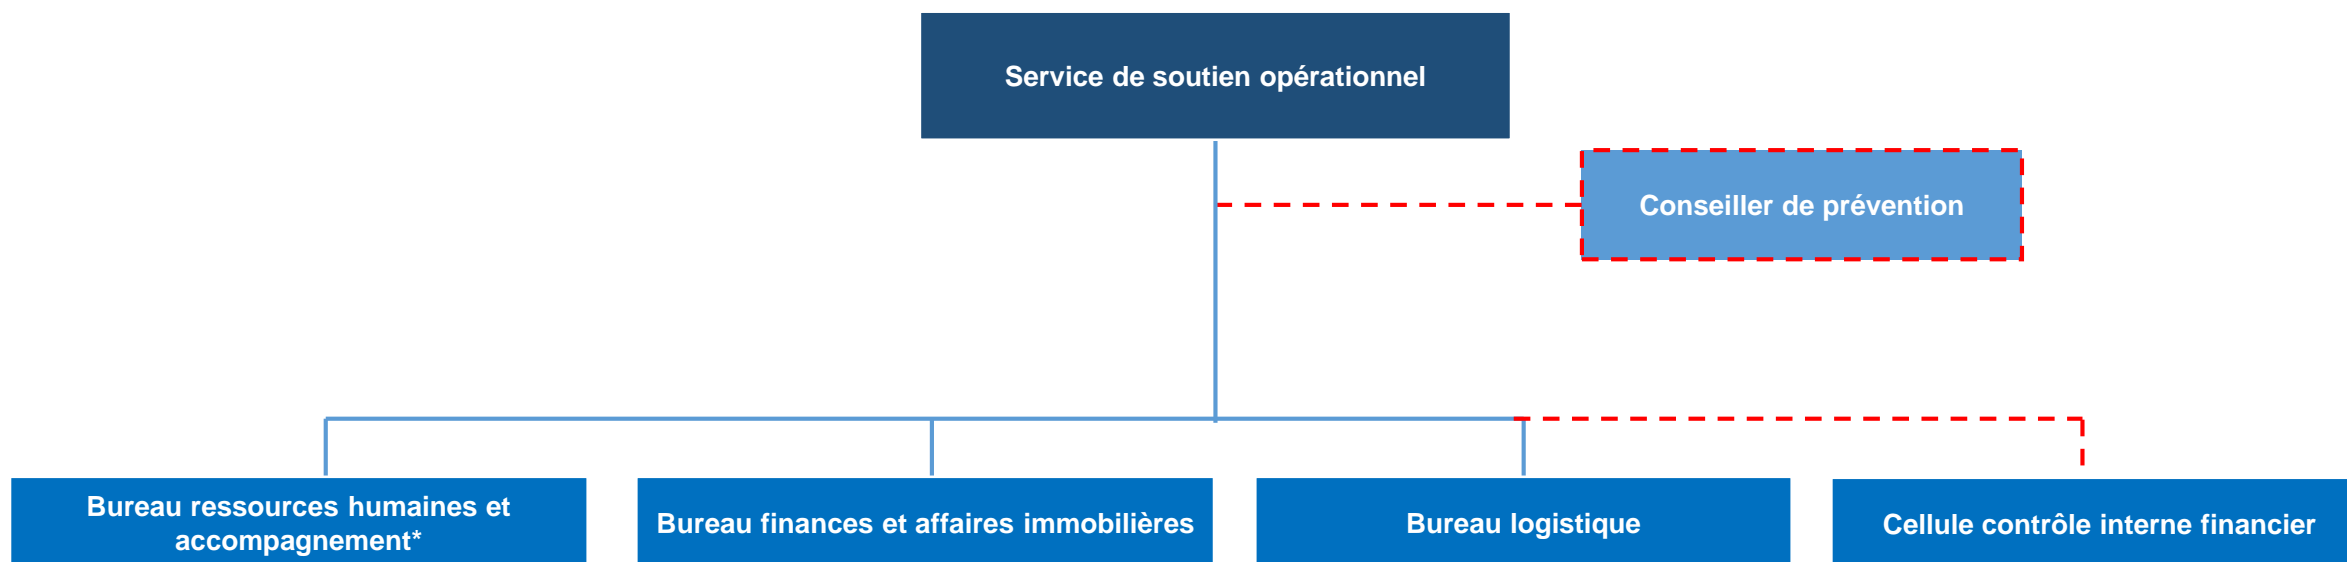 Service de soutien opérationnel
Conseiller de prévention
Bureau ressources humaines et
accompagnement*
Bureau finances et affaires immobilières
Bureau logistique
Cellule contrôle interne financier